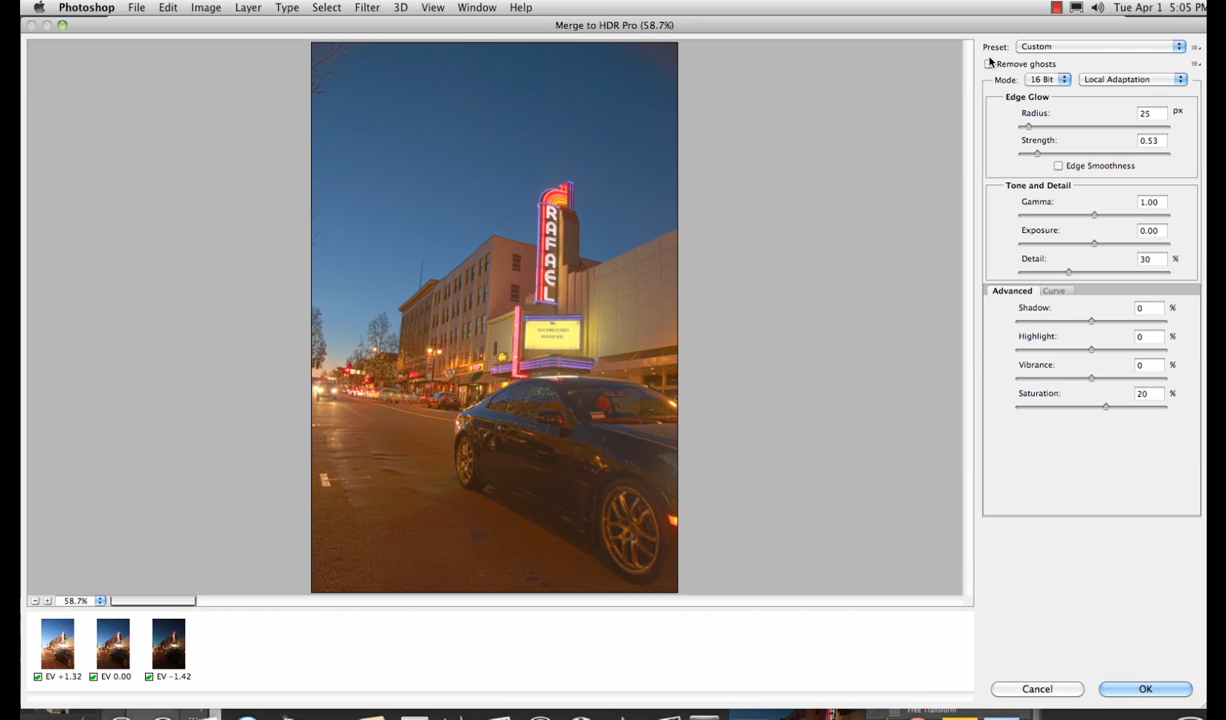 Photoshop File Edit Image Layer Type Select Filter 3D View Window Help Tue Apr 1 5:05 PM
Merge to HDR Pro (58.7%)
Preset: Custom
Remove ghosts
Mode: 16 Bit Local Adaptation
Edge Glow
Radius: 25 px
Strength: 0.53
Edge Smoothness
Tone and Detail
Gamma: 1.00
Exposure: 0.00
Detail: 30 %
Advanced Curve
Shadow: 0 %
Highlight: 0 %
Vibrance: 0 %
Saturation: 20 %
RAFAEL
58.7%
EV +1.32 EV 0.00 EV -1.42
Cancel OK
Free Transform